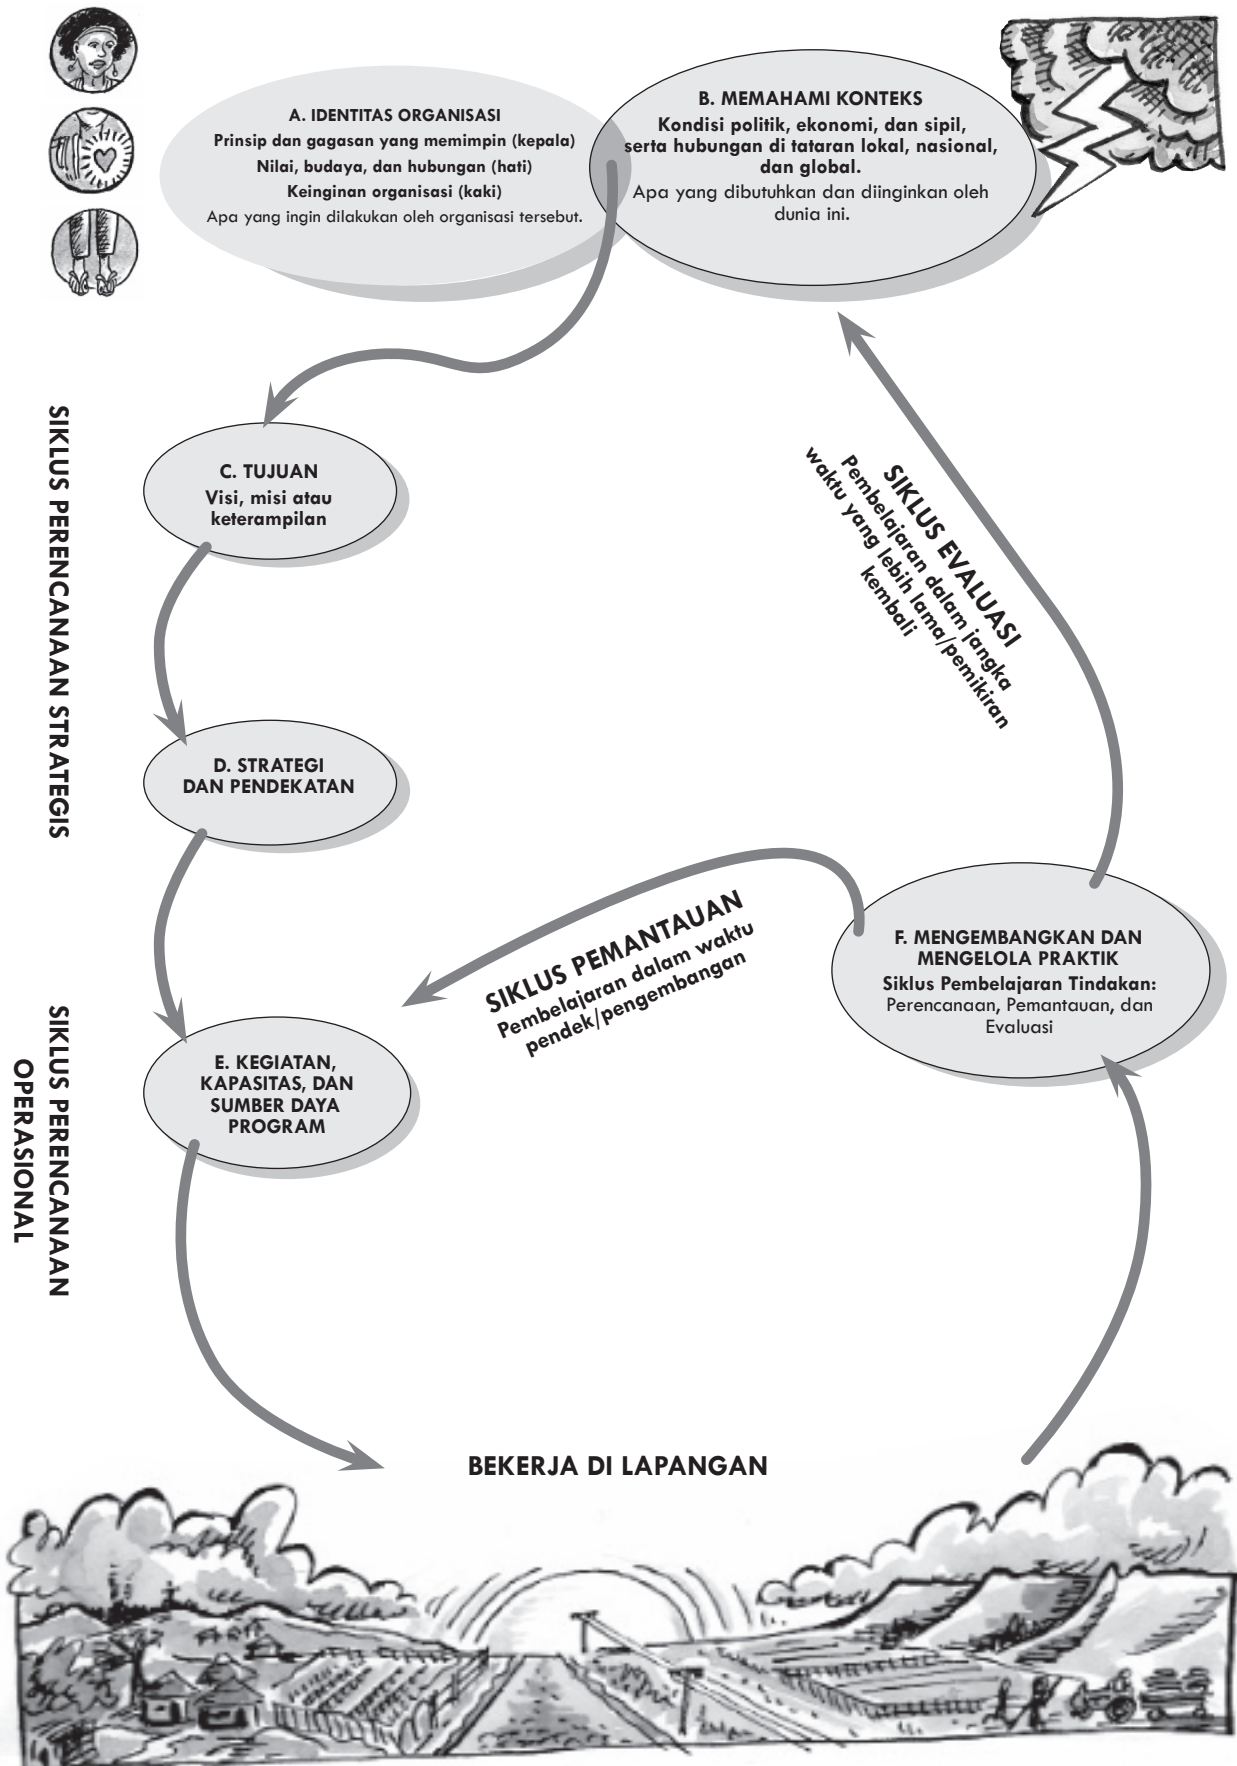 A. IDENTITAS ORGANISASI
Prinsip dan gagasan yang memimpin (kepala)
Nilai, budaya, dan hubungan (hati)
Keinginan organisasi (kaki)
Apa yang ingin dilakukan oleh organisasi tersebut.
B. MEMAHAMI KONTEKS
Kondisi politik, ekonomi, dan sipil,
serta hubungan di tataran lokal, nasional,
dan global.
Apa yang dibutuhkan dan diinginkan oleh
dunia ini.
SIKLUS PERENCANAAN STRATEGIS
C. TUJUAN
Visi, misi atau
keterampilan
SIKLUS EVALUASI
Pembelajaran dalam jangka
waktu yang lebih lama/pemikiran
kembali
D. STRATEGI
DAN PENDEKATAN
SIKLUS PEMANTAUAN
Pembelajaran dalam waktu
pendek/pengembangan
F. MENGEMBANGKAN DAN
MENGELOLA PRAKTIK
Siklus Pembelajaran Tindakan:
Perencanaan, Pemantauan, dan
Evaluasi
SIKLUS PERENCANAAN
OPERASIONAL
E. KEGIATAN,
KAPASITAS, DAN
SUMBER DAYA
PROGRAM
BEKERJA DI LAPANGAN